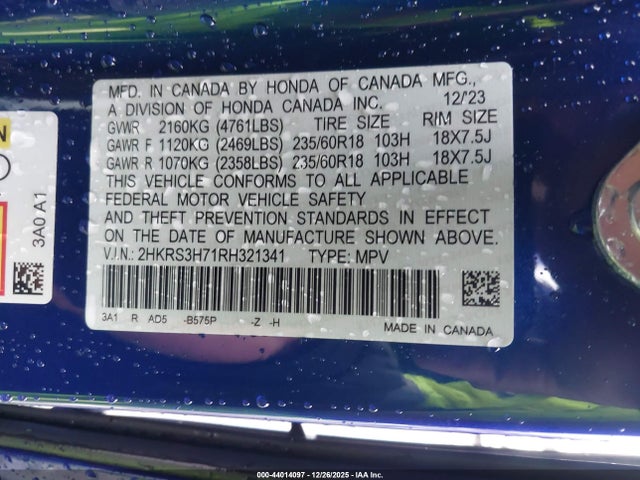 MFD. IN CANADA BY HONDA OF CANADA MFG.,
A DIVISION OF HONDA CANADA INC. 12/23
GVWR 2160KG (4761LBS) TIRE SIZE RIM SIZE
GAWR F 1120KG (2469LBS) 235/60R18 103H 18X7.5J
GAWR R 1070KG (2358LBS) 235/60R18 103H 18X7.5J
THIS VEHICLE CONFORMS TO ALL APPLICABLE
FEDERAL MOTOR VEHICLE SAFETY
AND THEFT PREVENTION STANDARDS IN EFFECT
ON THE DATE OF MANUFACTURE SHOWN ABOVE.
V.I.N.: 2HKRS3H71RH321341 TYPE: MPV
3A1 R AD5 -B575P -Z -H
MADE IN CANADA
3A0 A1
000-44014097 - 12/26/2025 - IAA Inc.